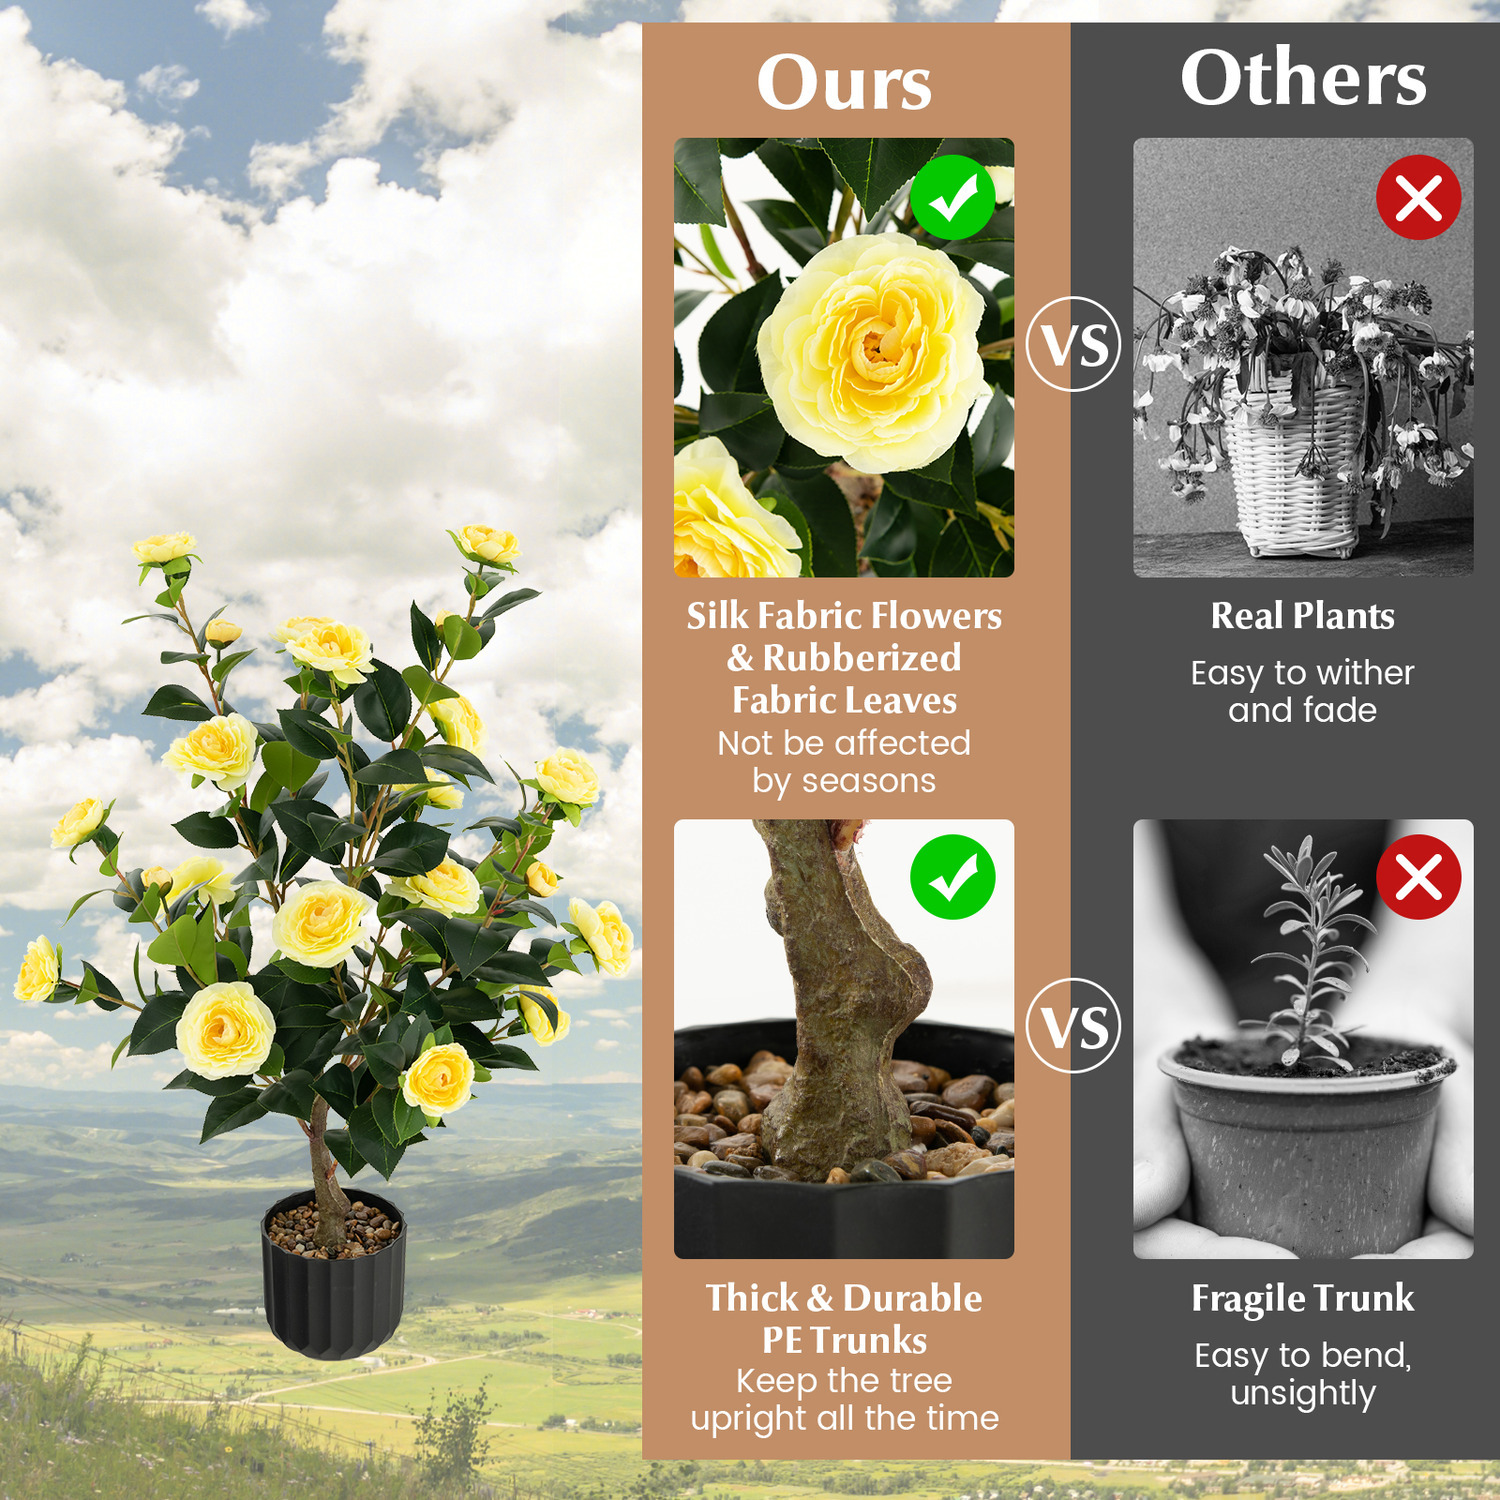 Ours
Others
VS
Silk Fabric Flowers
& Rubberized
Fabric Leaves
Not be affected
by seasons
Real Plants
Easy to wither
and fade
VS
Thick & Durable
PE Trunks
Keep the tree
upright all the time
Fragile Trunk
Easy to bend,
unsightly